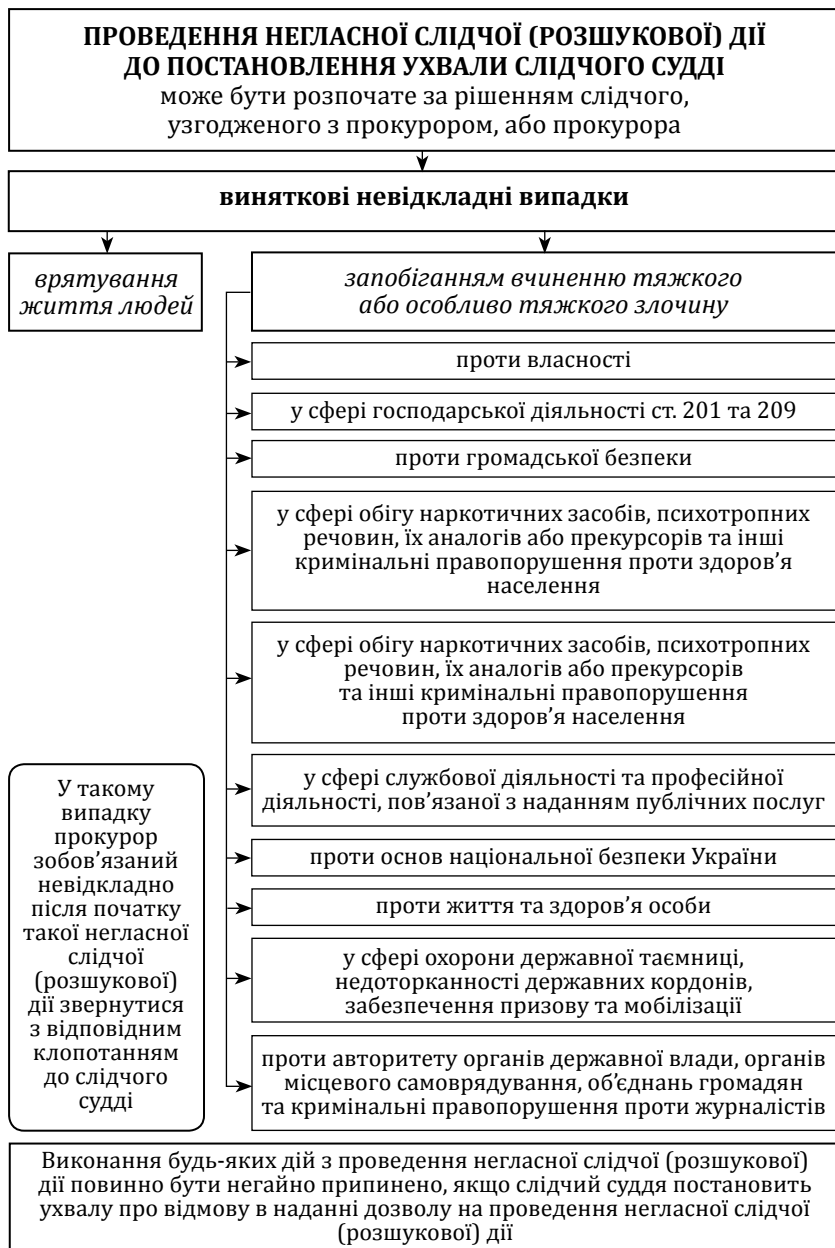 ПРОВЕДЕННЯ НЕГЛАСНОЇ СЛІДЧОЇ (РОЗШУКОВОЇ) ДІЇ
ДО ПОСТАНОВЛЕННЯ УХВАЛИ СЛІДЧОГО СУДДІ
може бути розпочате за рішенням слідчого,
узгодженого з прокурором, або прокурора
виняткові невідкладні випадки
врятування
життя людей
запобіганням вчиненню тяжкого
або особливо тяжкого злочину
проти власності
у сфері господарської діяльності ст. 201 та 209
проти громадської безпеки
у сфері обігу наркотичних засобів, психотропних
речовин, їх аналогів або прекурсорів та інші
кримінальні правопорушення проти здоров’я
населення
у сфері обігу наркотичних засобів, психотропних
речовин, їх аналогів або прекурсорів
та інші кримінальні правопорушення
проти здоров’я населення
у сфері службової діяльності та професійної
діяльності, пов’язаної з наданням публічних послуг
проти основ національної безпеки України
проти життя та здоров’я особи
у сфері охорони державної таємниці,
недоторканності державних кордонів,
забезпечення призову та мобілізації
проти авторитету органів державної влади, органів
місцевого самоврядування, об’єднань громадян
та кримінальні правопорушення проти журналістів
У такому
випадку
прокурор
зобов’язаний
невідкладно
після початку
такої негласної
слідчої
(розшукової)
дії звернутися
з відповідним
клопотанням
до слідчого
судді
Виконання будь-яких дій з проведення негласної слідчої (розшукової)
дії повинно бути негайно припинено, якщо слідчий суддя постановить
ухвалу про відмову в наданні дозволу на проведення негласної слідчої
(розшукової) дії